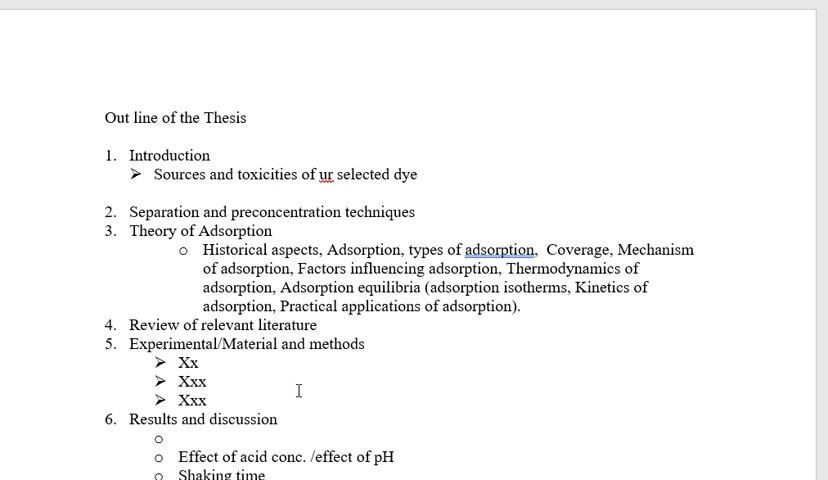 Out line of the Thesis
1. Introduction
➢ Sources and toxicities of ur selected dye
2. Separation and preconcentration techniques
3. Theory of Adsorption
o Historical aspects, Adsorption, types of adsorption,  Coverage, Mechanism
of adsorption, Factors influencing adsorption, Thermodynamics of
adsorption, Adsorption equilibria (adsorption isotherms, Kinetics of
adsorption, Practical applications of adsorption).
4. Review of relevant literature
5. Experimental/Material and methods
➢ Xx
➢ Xxx
➢ Xxx
6. Results and discussion
o
o Effect of acid conc. /effect of pH
o Shaking time